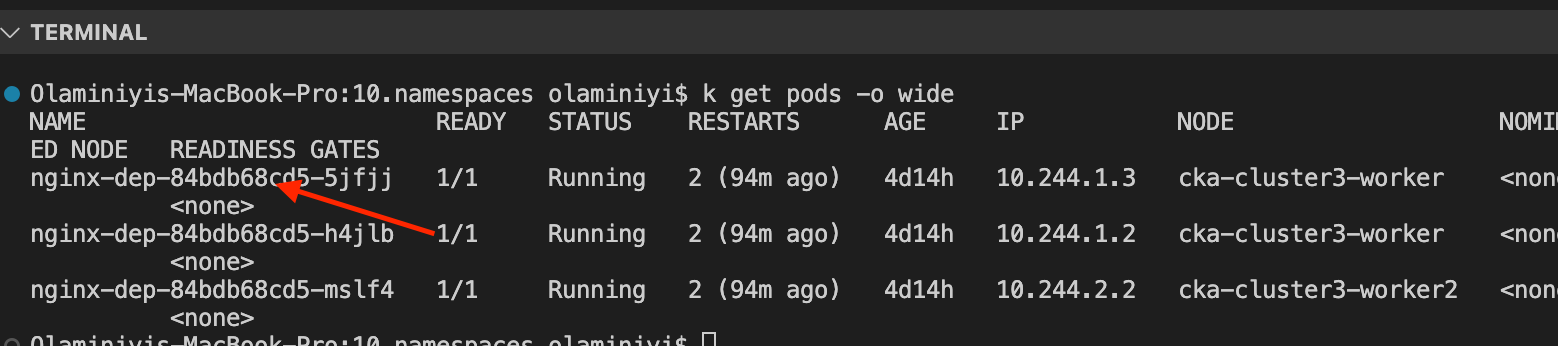 TERMINAL
Olaminiyis-MacBook-Pro:10.namespaces olaminiyi$ k get pods -o wide
NAME READY STATUS RESTARTS AGE IP NODE NOMI
ED NODE READINESS GATES
nginx-dep-84bdb68cd5-5jfjj 1/1 Running 2 (94m ago) 4d14h 10.244.1.3 cka-cluster3-worker <non
<none>
nginx-dep-84bdb68cd5-h4jlb 1/1 Running 2 (94m ago) 4d14h 10.244.1.2 cka-cluster3-worker <non
<none>
nginx-dep-84bdb68cd5-mslf4 1/1 Running 2 (94m ago) 4d14h 10.244.2.2 cka-cluster3-worker2 <non
<none>
Olaminiyis-MacBook-Pro:10.namespaces olaminiyi$